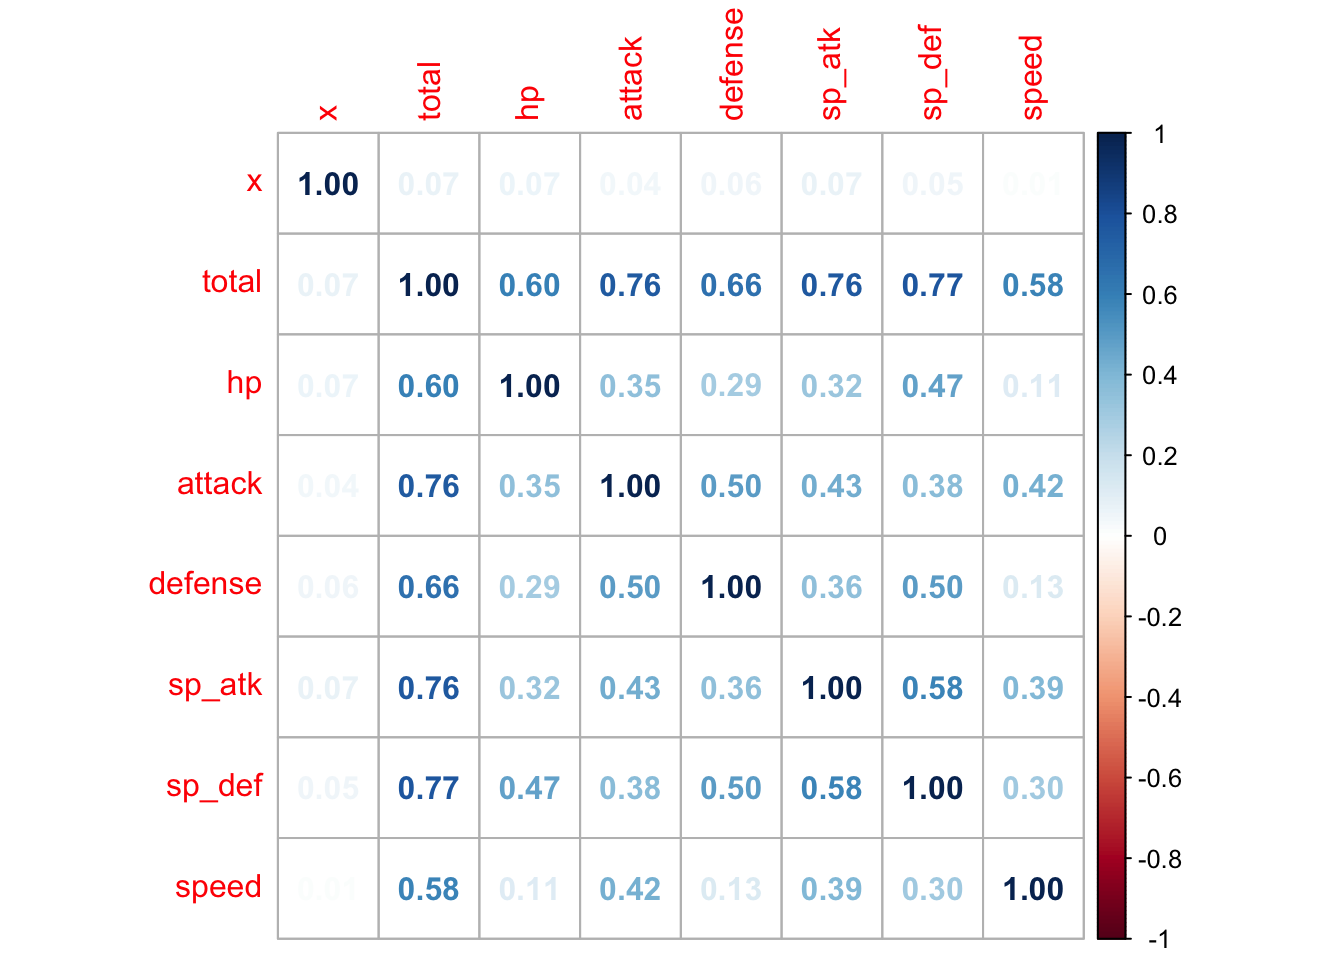 x total hp attack defense sp_atk sp_def speed
x 1.00 0.07 0.07 0.04 0.06 0.07 0.05 0.01
total 0.07 1.00 0.60 0.76 0.66 0.76 0.77 0.58
hp 0.07 0.60 1.00 0.35 0.29 0.32 0.47 0.11
attack 0.04 0.76 0.35 1.00 0.50 0.43 0.38 0.42
defense 0.06 0.66 0.29 0.50 1.00 0.36 0.50 0.13
sp_atk 0.07 0.76 0.32 0.43 0.36 1.00 0.58 0.39
sp_def 0.05 0.77 0.47 0.38 0.50 0.58 1.00 0.30
speed 0.01 0.58 0.11 0.42 0.13 0.39 0.30 1.00
1
0.8
0.6
0.4
0.2
0
-0.2
-0.4
-0.6
-0.8
-1